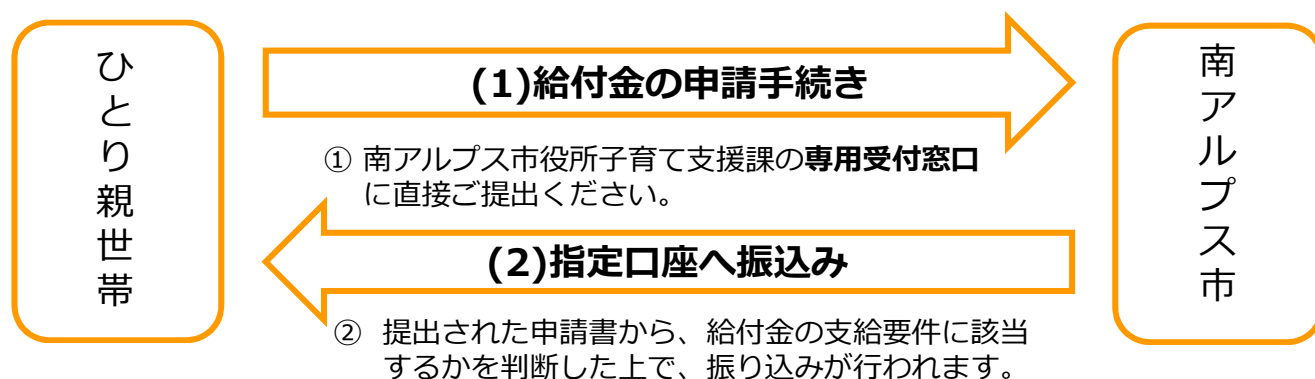 ひとり親世帯
(1)給付金の申請手続き
① 南アルプス市役所子育て支援課の専用受付窓口
に直接ご提出ください。
(2)指定口座へ振込み
② 提出された申請書から、給付金の支給要件に該当
するかを判断した上で、振り込みが行われます。
南アルプス市